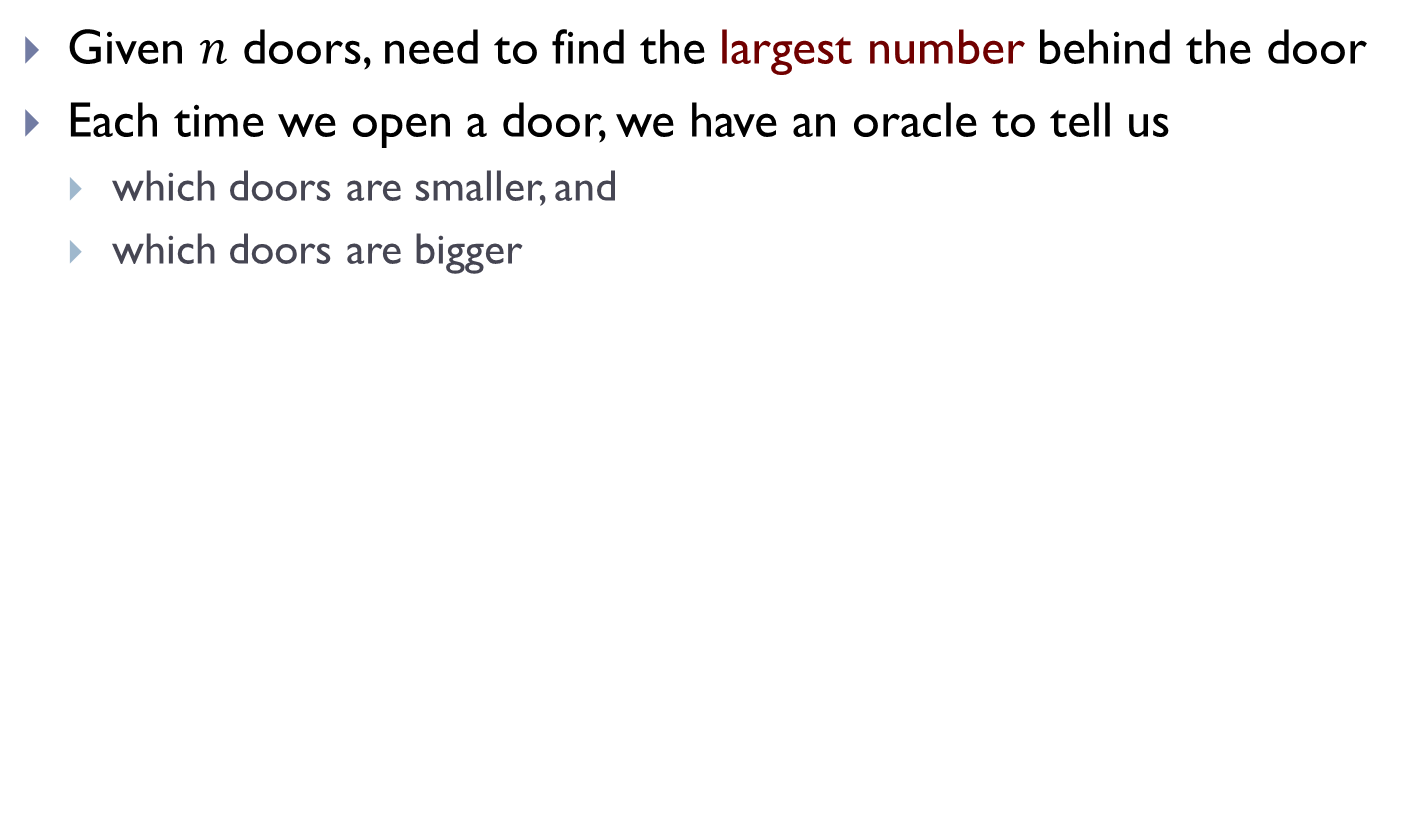 Given n doors, need to find the largest number behind the door
Each time we open a door, we have an oracle to tell us
which doors are smaller, and
which doors are bigger